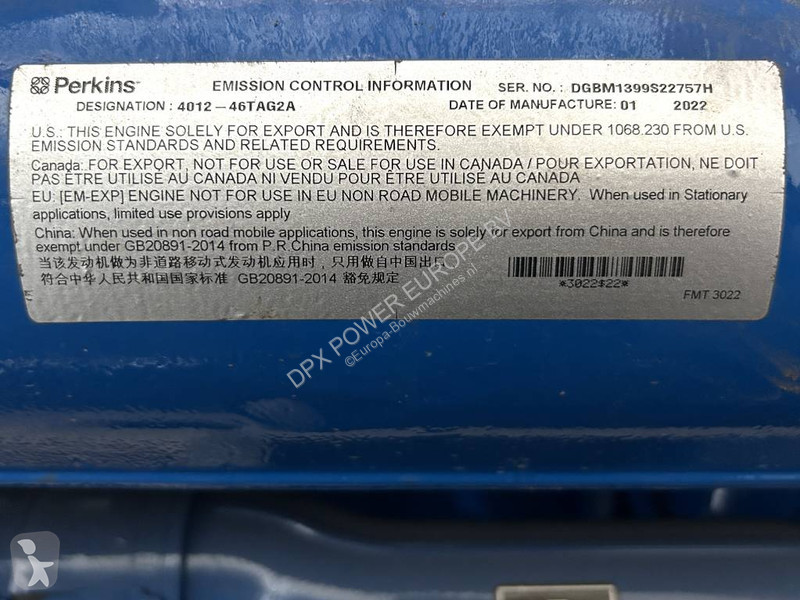 Perkins EMISSION CONTROL INFORMATION SER. NO.: DGBM1399S22757H
DESIGNATION: 4012-46TAG2A DATE OF MANUFACTURE: 01 2022
U.S.: THIS ENGINE SOLELY FOR EXPORT AND IS THEREFORE EXEMPT UNDER 1068.230 FROM U.S.
EMISSION STANDARDS AND RELATED REQUIREMENTS.
Canada: FOR EXPORT, NOT FOR USE OR SALE FOR USE IN CANADA / POUR EXPORTATION, NE DOIT
PAS ÊTRE UTILISÉ AU CANADA NI VENDU POUR ÊTRE UTILISÉ AU CANADA
EU: [EM-EXP] ENGINE NOT FOR USE IN EU NON ROAD MOBILE MACHINERY. When used in Stationary
applications, limited use provisions apply
China: When used in non road mobile applications, this engine is solely for export from China and is therefore
exempt under GB20891-2014 from P.R.China emission standards
当该发动机做为非道路移动式发动机应用时，只用做自中国出口
符合中华人民共和国国家标准 GB20891-2014 豁免规定
*3022$22*
FMT 3022
DPX POWER EUROPE BV
©Europa-Bouwmachines.nl